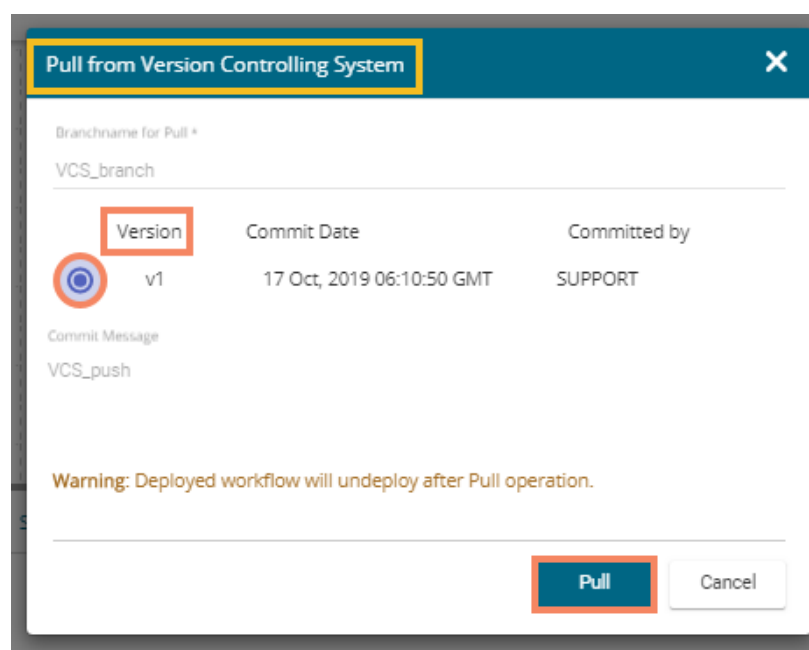 Pull from Version Controlling System
Branchname for Pull *
VCS_branch
Version Commit Date Committed by
v1 17 Oct, 2019 06:10:50 GMT SUPPORT
Commit Message
VCS_push
Warning: Deployed workflow will undeploy after Pull operation.
Pull Cancel